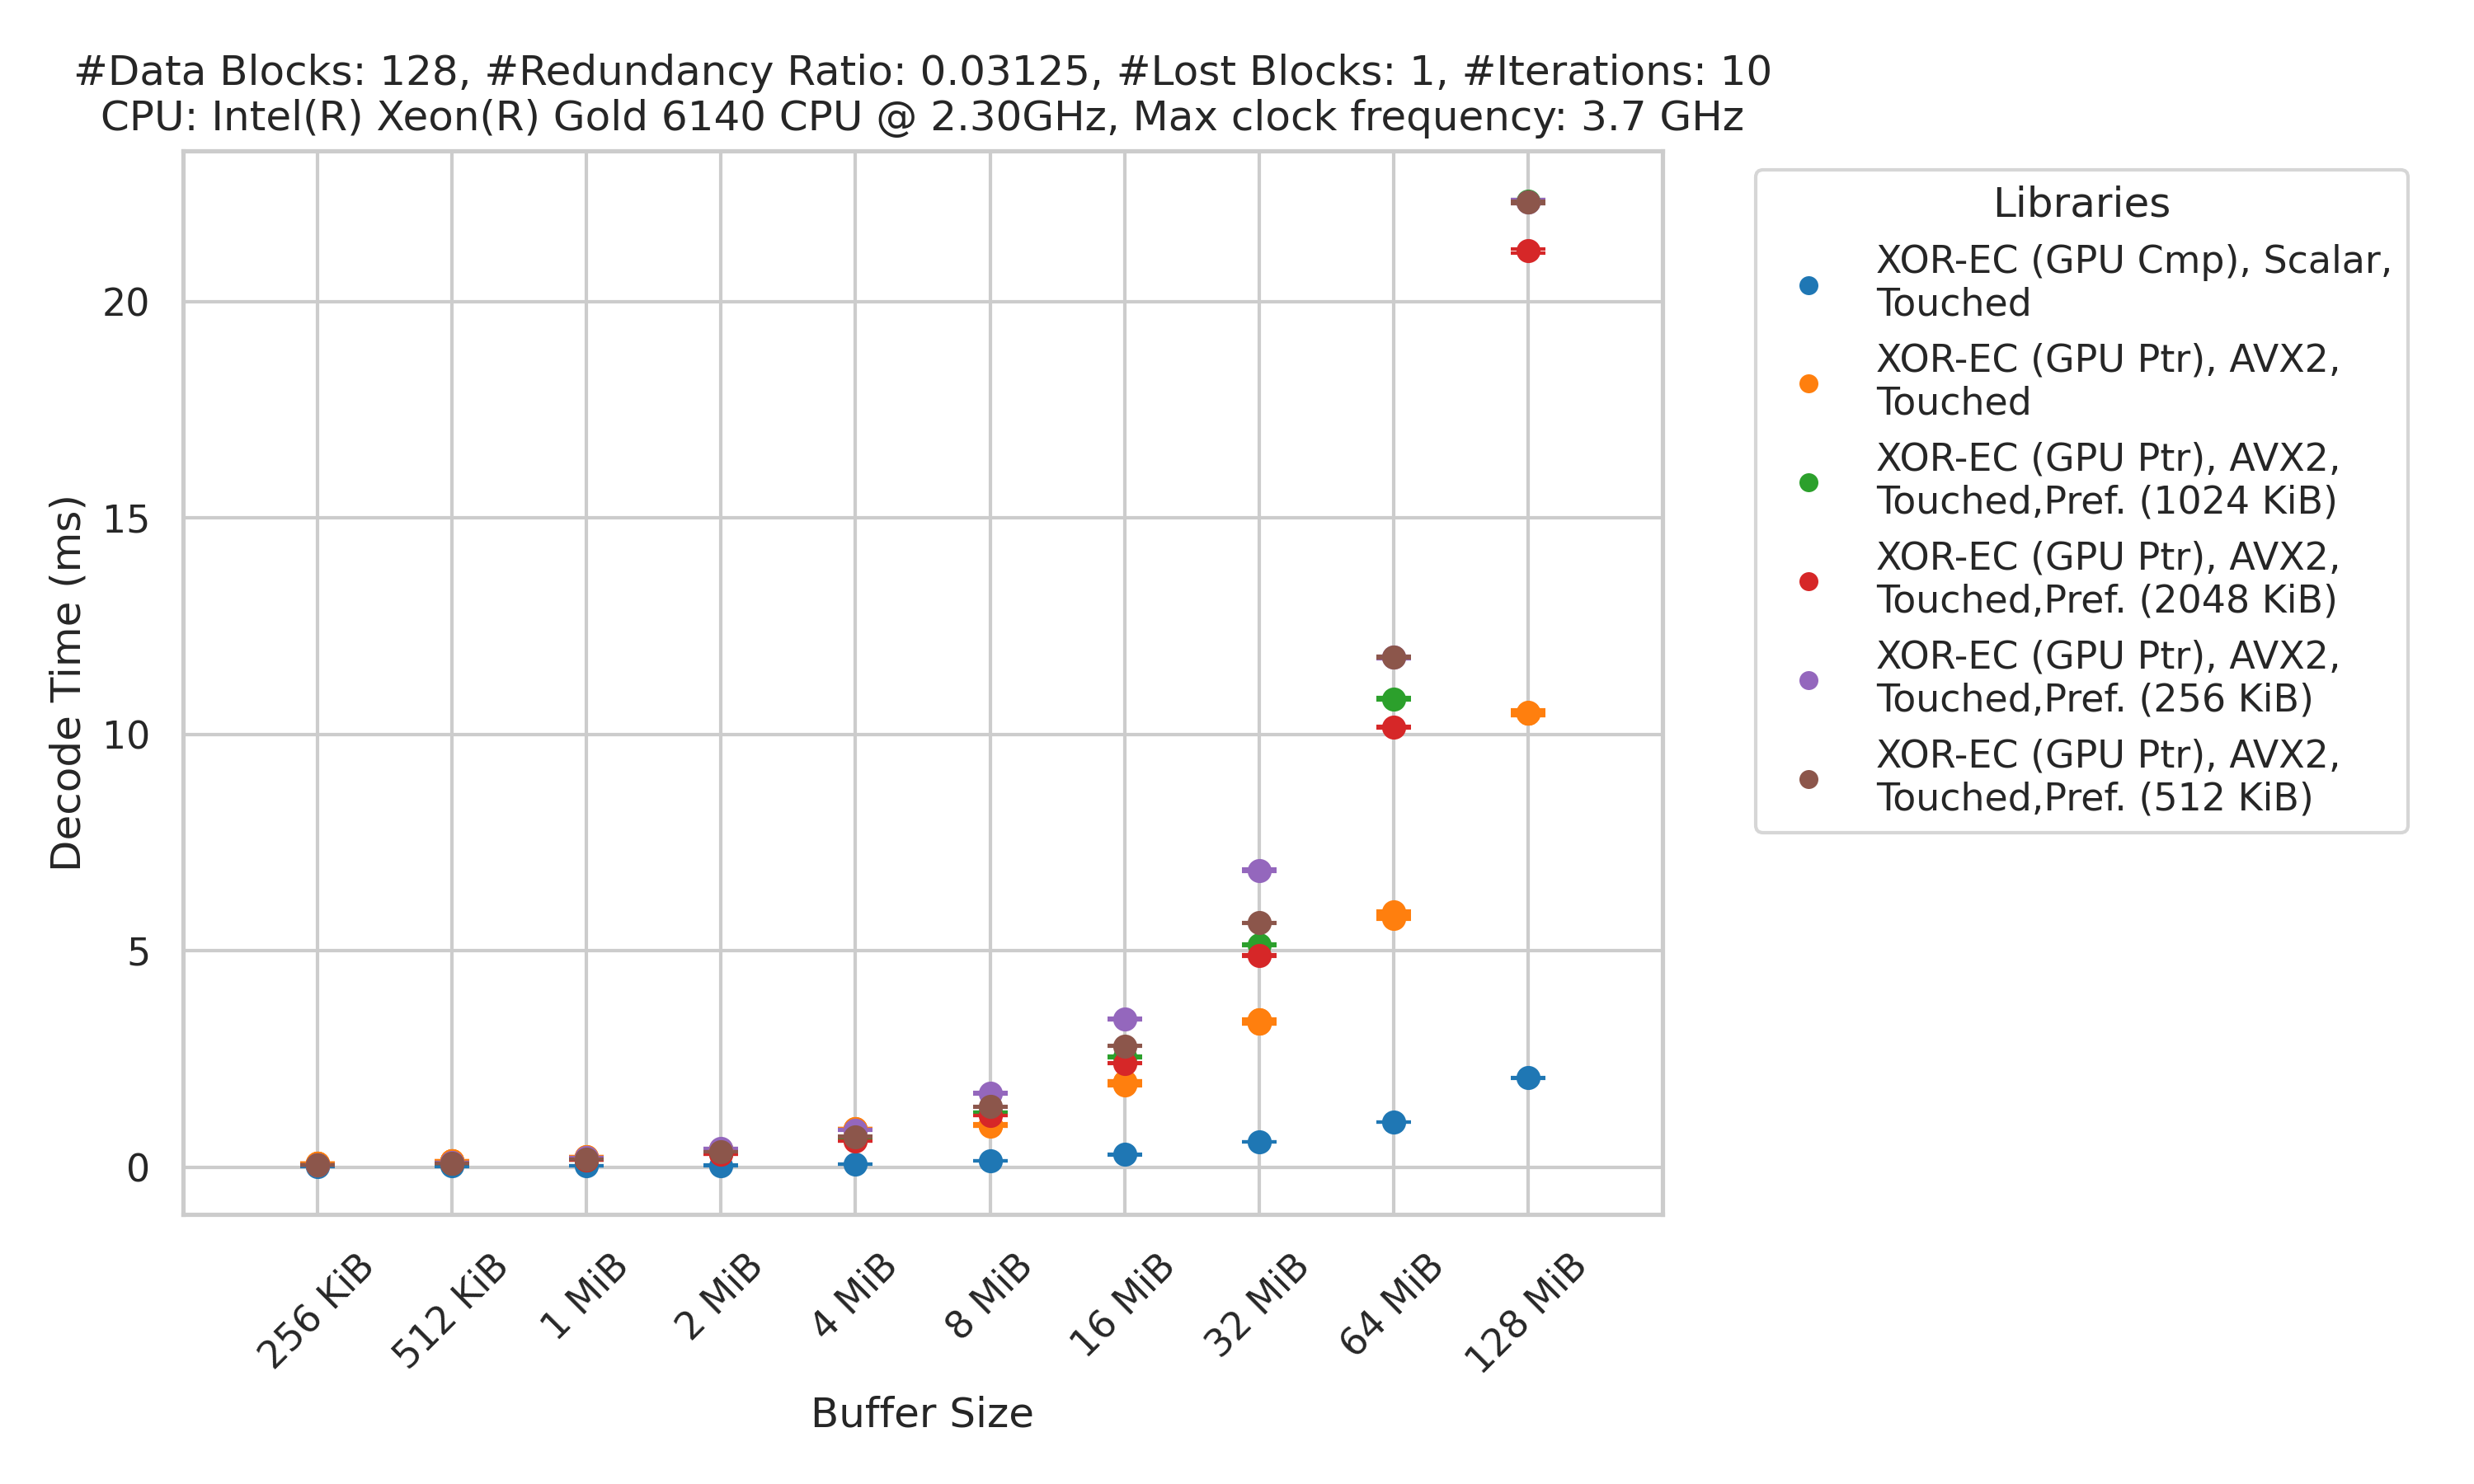 #Data Blocks: 128, #Redundancy Ratio: 0.03125, #Lost Blocks: 1, #Iterations: 10
CPU: Intel(R) Xeon(R) Gold 6140 CPU @ 2.30GHz, Max clock frequency: 3.7 GHz
Decode Time (ms)
20
15
10
5
0
256 KiB
512 KiB
1 MiB
2 MiB
4 MiB
8 MiB
16 MiB
32 MiB
64 MiB
128 MiB
Buffer Size
Libraries
XOR-EC (GPU Cmp), Scalar,
Touched
XOR-EC (GPU Ptr), AVX2,
Touched
XOR-EC (GPU Ptr), AVX2,
Touched,Pref. (1024 KiB)
XOR-EC (GPU Ptr), AVX2,
Touched,Pref. (2048 KiB)
XOR-EC (GPU Ptr), AVX2,
Touched,Pref. (256 KiB)
XOR-EC (GPU Ptr), AVX2,
Touched,Pref. (512 KiB)